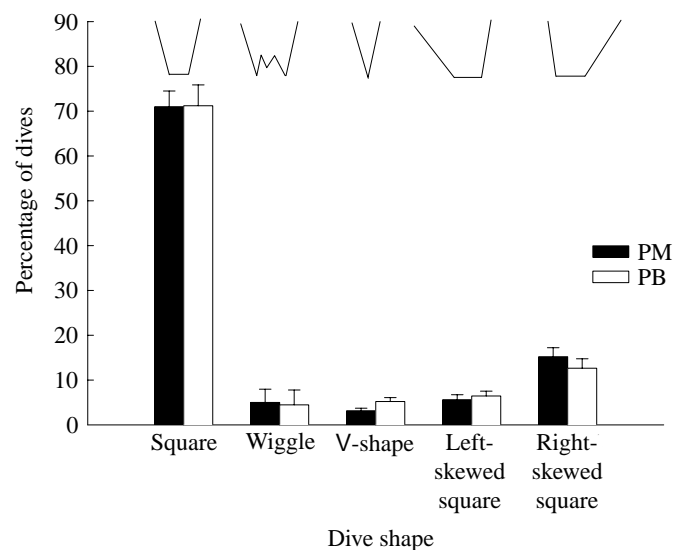 90
80
70
60
50
40
30
20
10
0
Percentage of dives
PM
PB
Square
Wiggle
V-shape
Left-
skewed
square
Right-
skewed
square
Dive shape